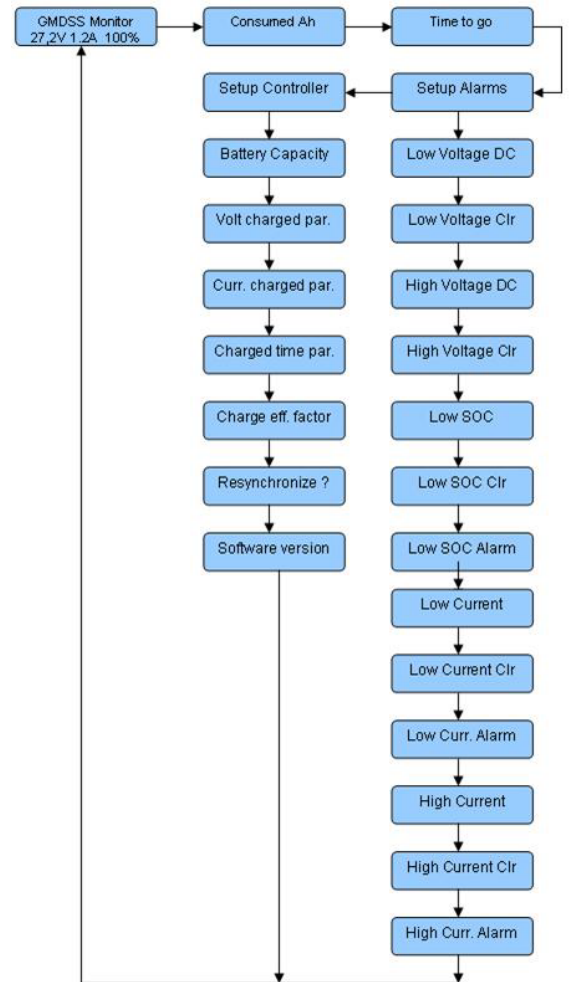 GMDSS Monitor
27,2V 1.2A 100%
Consumed Ah
Time to go
Setup Controller
Setup Alarms
Battery Capacity
Low Voltage DC
Volt charged par.
Low Voltage Clr
Curr. charged par.
High Voltage DC
Charged time par.
High Voltage Clr
Charge eff. factor
Low SOC
Resynchronize ?
Low SOC Clr
Software version
Low SOC Alarm
Low Current
Low Current Clr
Low Curr. Alarm
High Current
High Current Clr
High Curr. Alarm